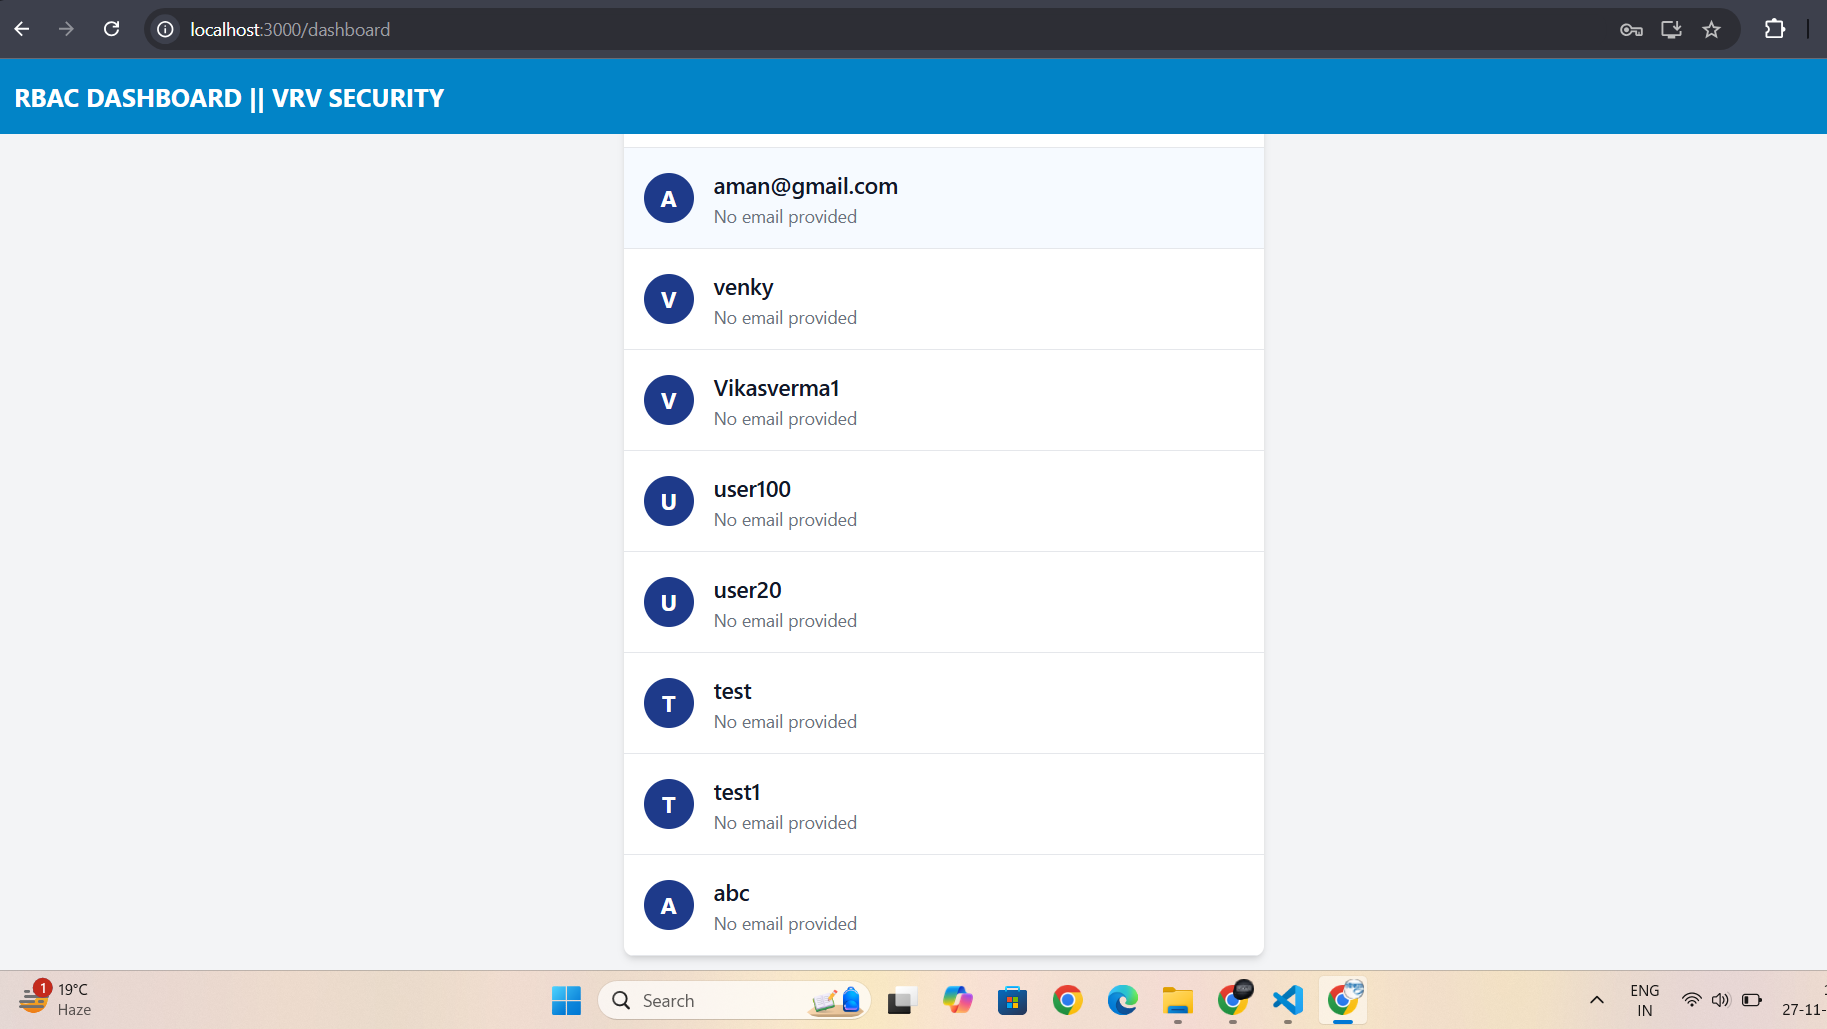 localhost:3000/dashboard
RBAC DASHBOARD || VRV SECURITY
A
aman@gmail.com
No email provided
V
venky
No email provided
V
Vikasverma1
No email provided
U
user100
No email provided
U
user20
No email provided
T
test
No email provided
T
test1
No email provided
A
abc
No email provided
1
19°C
Haze
Search
ENG
IN
27-11-